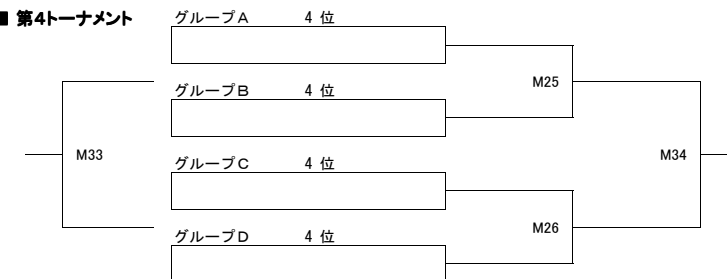 ■ 第4トーナメント
グループA 4 位
M25
グループB 4 位
M33
M34
グループC 4 位
M26
グループD 4 位